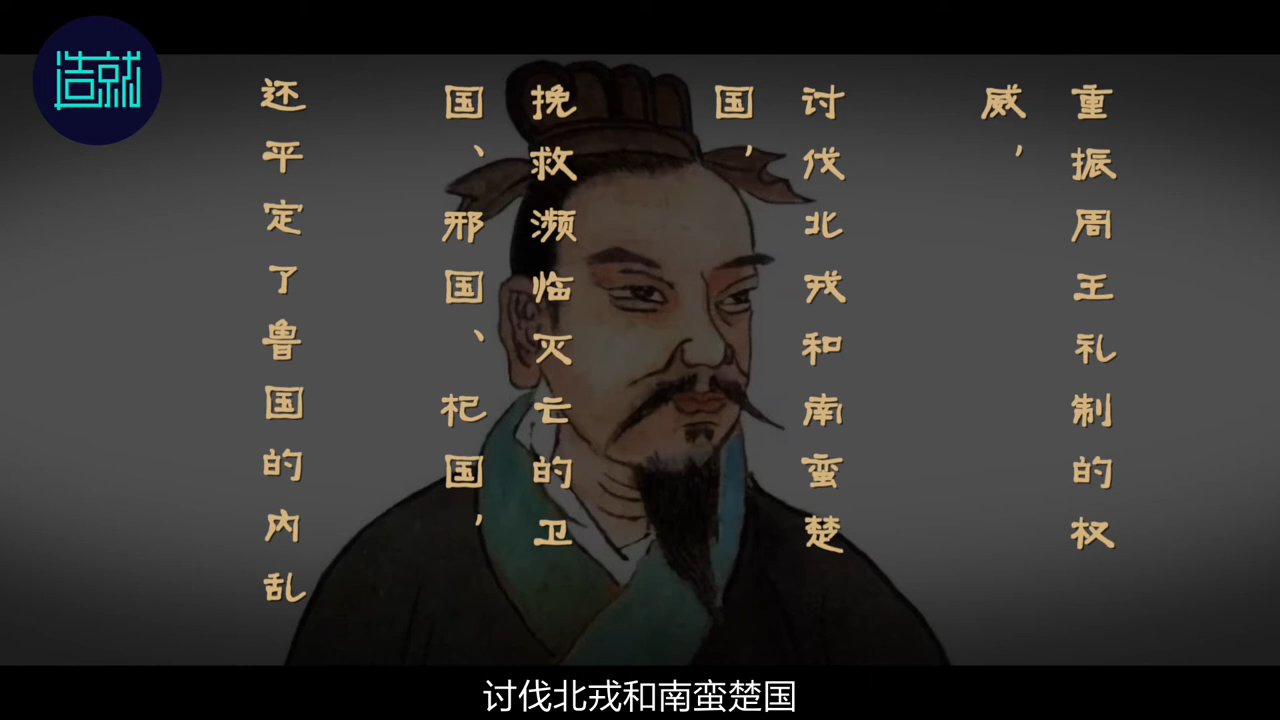 造就
重振周王礼制的权
威，
讨伐北戎和南蛮楚
国，
挽救濒临灭亡的卫
国、邢国、杞国，
还平定了鲁国的内乱
讨伐北戎和南蛮楚国